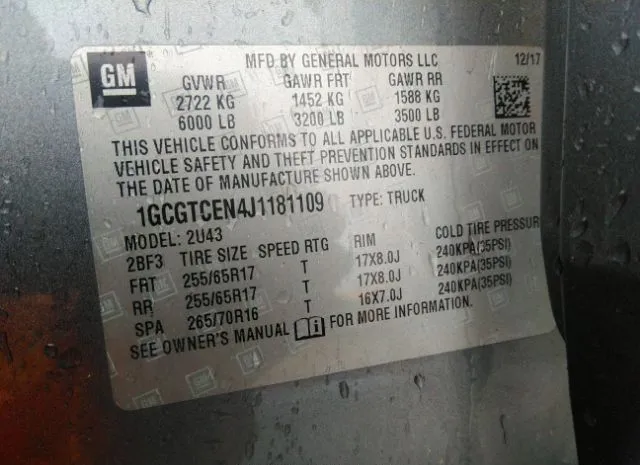 GM
MFD BY GENERAL MOTORS LLC
12/17
GVWR GAWR FRT GAWR RR
2722 KG 1452 KG 1588 KG
6000 LB 3200 LB 3500 LB
THIS VEHICLE CONFORMS TO ALL APPLICABLE U.S. FEDERAL MOTOR
VEHICLE SAFETY AND THEFT PREVENTION STANDARDS IN EFFECT ON
THE DATE OF MANUFACTURE SHOWN ABOVE.
1GCGTCEN4J1181109 TYPE: TRUCK
MODEL: 2U43
2BF3 TIRE SIZE SPEED RTG RIM COLD TIRE PRESSUR
FRT 255/65R17 T 17X8.0J 240KPA(35PSI)
RR 255/65R17 T 17X8.0J 240KPA(35PSI)
SPA 265/70R16 T 16X7.0J 240KPA(35PSI)
SEE OWNER'S MANUAL FOR MORE INFORMATION.